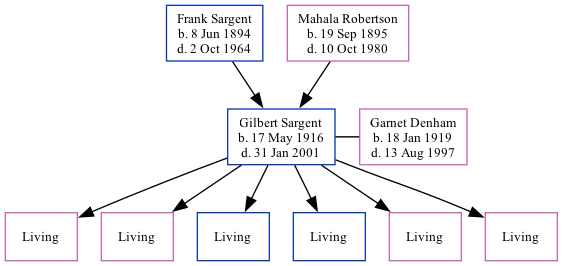 Frank Sargent
b. 8 Jun 1894
d. 2 Oct 1964
Mahala Robertson
b. 19 Sep 1895
d. 10 Oct 1980
Gilbert Sargent
b. 17 May 1916
d. 31 Jan 2001
Garnet Denham
b. 18 Jan 1919
d. 13 Aug 1997
Living
Living
Living
Living
Living
Living